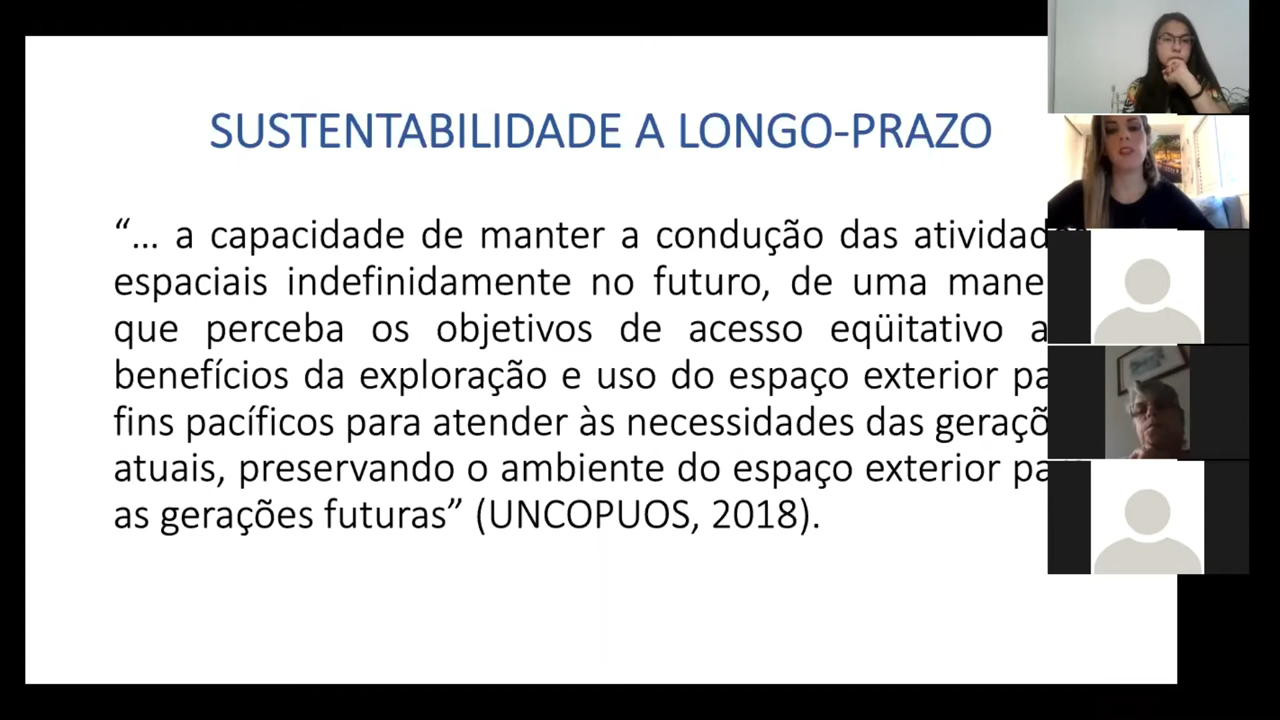 SUSTENTABILIDADE A LONGO-PRAZO
“... a capacidade de manter a condução das
espaciais indefinidamente no futuro, de uma
que perceba os objetivos de acesso eqüitativo
benefícios da exploração e uso do espaço exterior
fins pacíficos para atender às necessidades das
atuais, preservando o ambiente do espaço exterior
as gerações futuras” (UNCOPUOS, 2018).